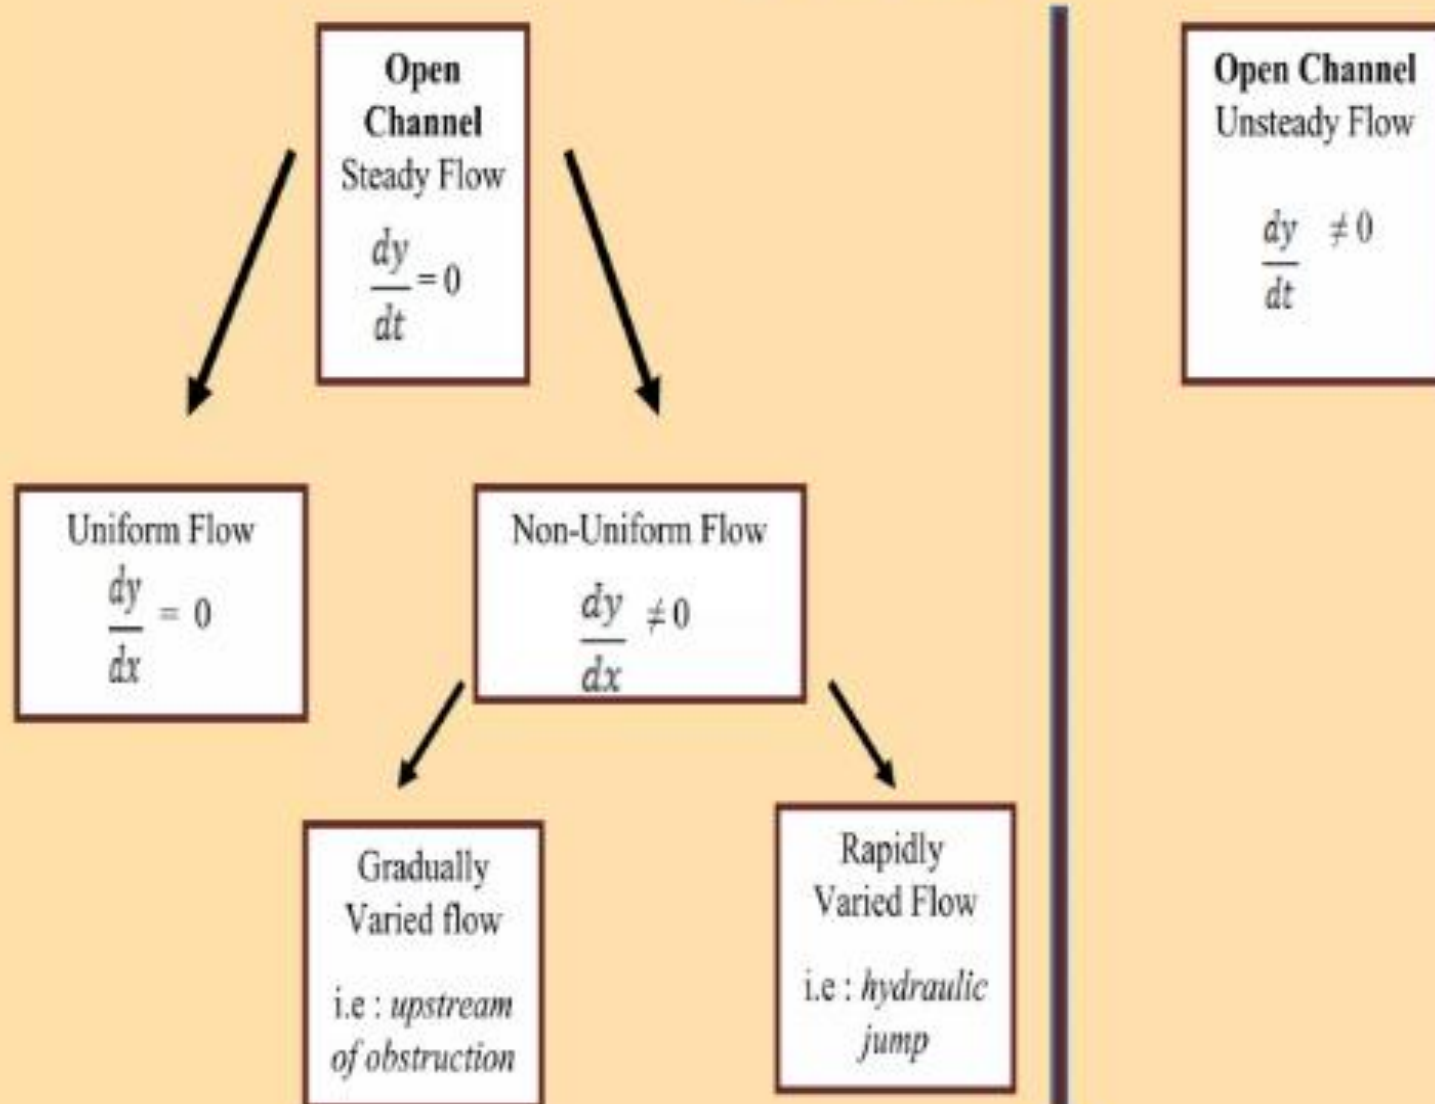 Open
Channel
Steady Flow
dy
dt
= 0
Open Channel
Unsteady Flow
dy
dt
≠ 0
Uniform Flow
dy
dx
= 0
Non-Uniform Flow
dy
dx
≠ 0
Gradually
Varied flow
i.e : upstream
of obstruction
Rapidly
Varied Flow
i.e : hydraulic
jump